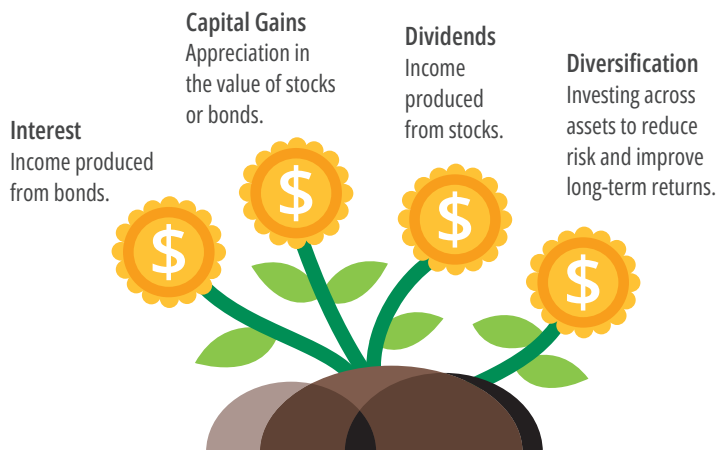 Capital Gains
Appreciation in
the value of stocks
or bonds.
Dividends
Income
produced
from stocks.
Diversification
Investing across
assets to reduce
risk and improve
long-term returns.
Interest
Income produced
from bonds.
$
$
$
$